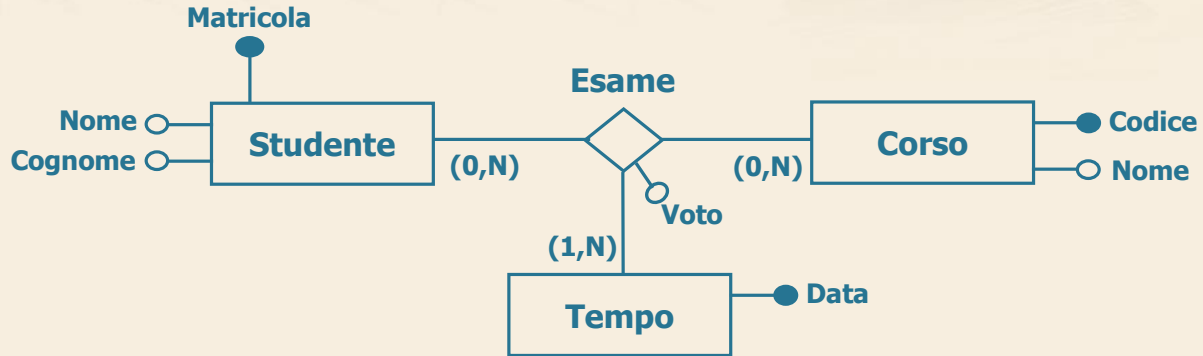 Matricola
Esame
Nome
Cognome
Studente
(0,N)
(0,N)
Corso
Codice
Nome
Voto
(1,N)
Tempo
Data